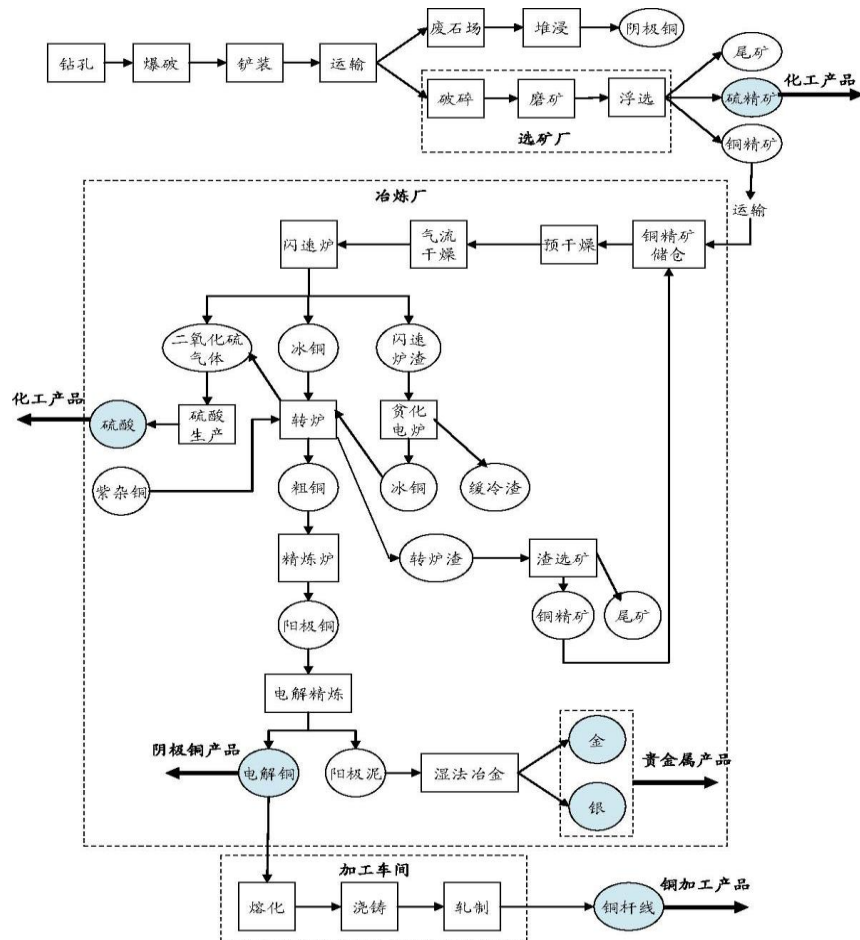 钻孔
爆破
铲装
运输
废石场
堆浸
阴极铜
破碎
磨矿
浮选
选矿厂
尾矿
硫精矿
化工产品
铜精矿
运输
冶炼厂
闪速炉
气流
干燥
预干燥
铜精矿
储仓
二氧化硫
气体
冰铜
闪速
炉渣
化工产品
硫酸
硫酸
生产
转炉
贫化
电炉
紫杂铜
粗铜
冰铜
缓冷渣
精炼炉
转炉渣
渣选矿
阳极铜
铜精矿
尾矿
电解精炼
阴极铜产品
电解铜
阳极泥
湿法冶金
金
银
贵金属产品
加工车间
熔化
浇铸
轧制
铜杆线
铜加工产品